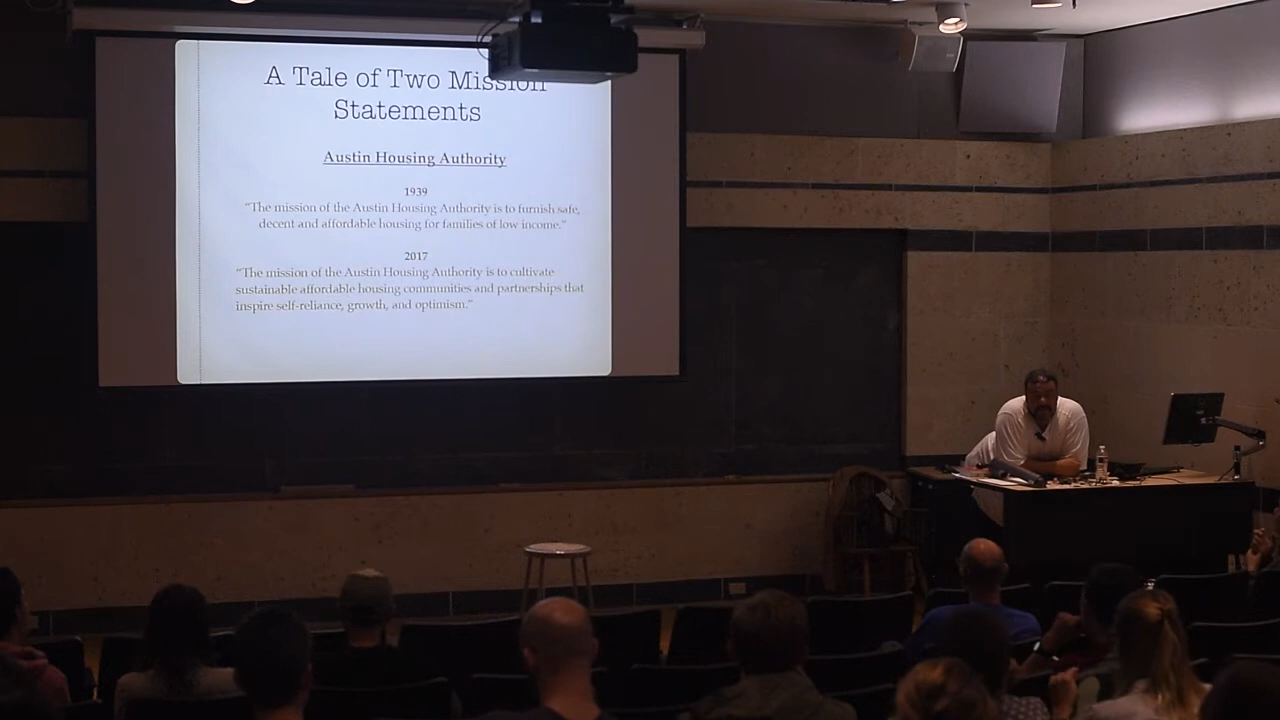 A Tale of Two Mission
Statements
Austin Housing Authority
1939
“The mission of the Austin Housing Authority is to furnish safe,
decent and affordable housing for families of low income.”
2017
“The mission of the Austin Housing Authority is to cultivate
sustainable affordable housing communities and partnerships that
inspire self-reliance, growth, and optimism.”